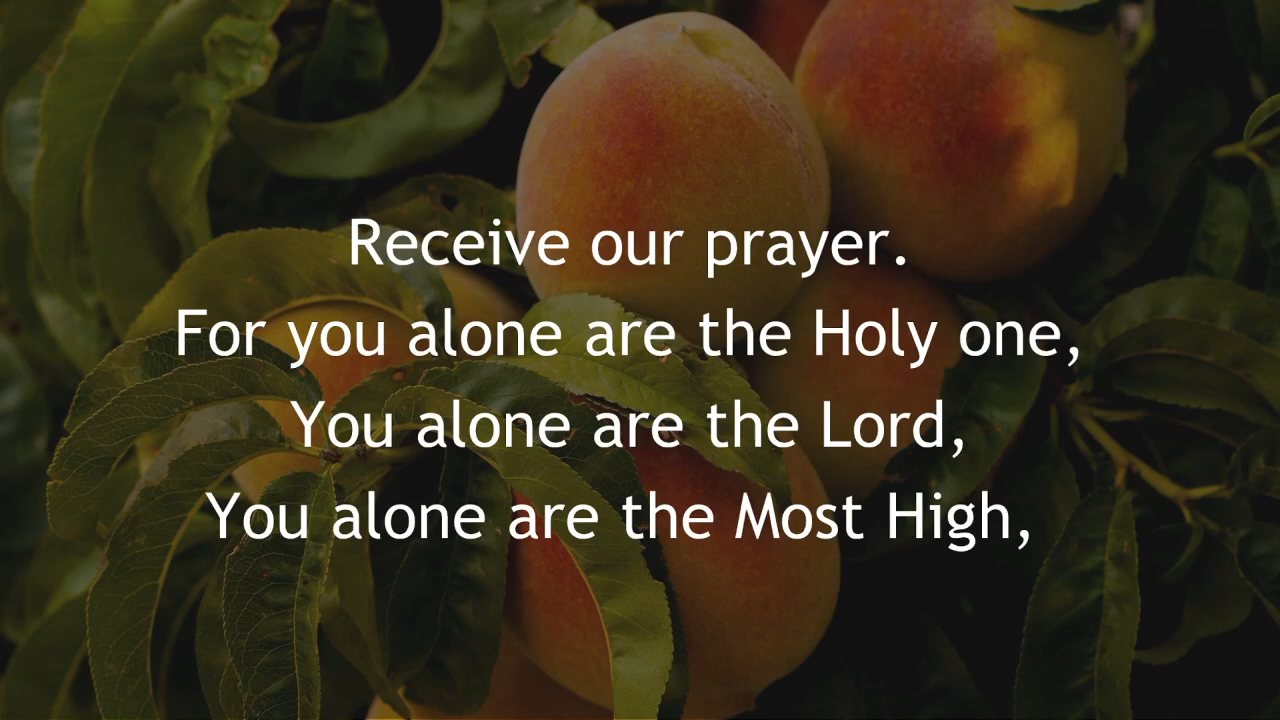 Receive our prayer.
For you alone are the Holy one,
You alone are the Lord,
You alone are the Most High,